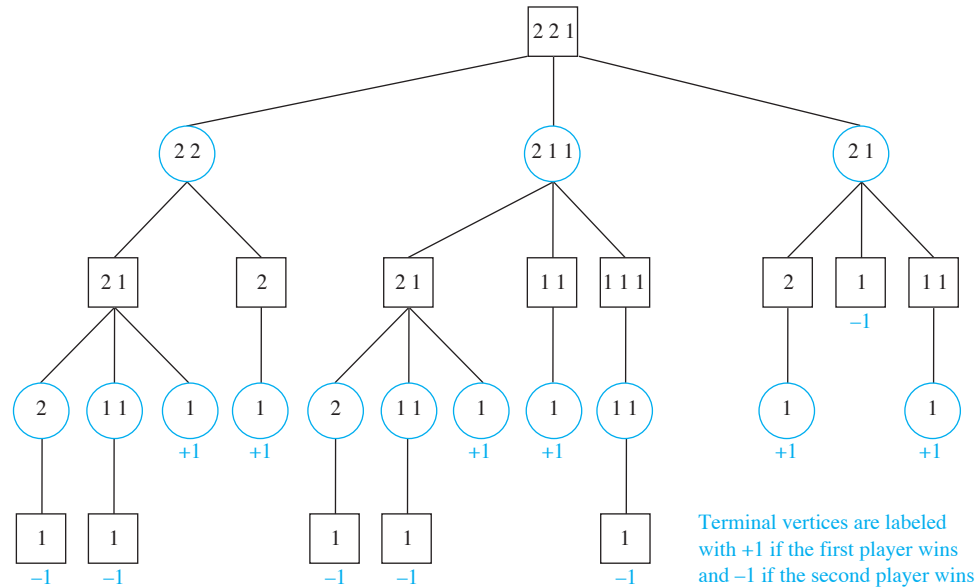 2 2 1
2 2 2 1 1 2 1
2 1 2 2 1 1 1 1 1 1 2 1 1 1
–1
2 1 1 1 1 2 1 1 1 1 1 1 1 1
+1 +1 +1 +1 +1 +1
1 1 1 1 1
–1 –1 –1 –1 –1
Terminal vertices are labeled
with +1 if the first player wins
and –1 if the second player wins